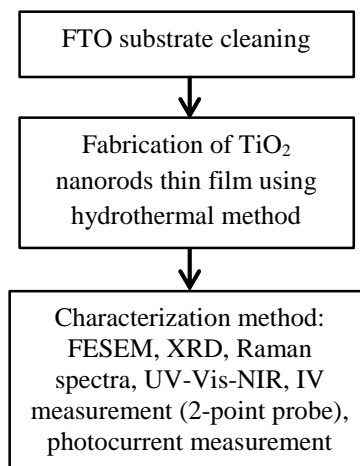 FTO substrate cleaning
Fabrication of TiO₂
nanorods thin film using
hydrothermal method
Characterization method:
FESEM, XRD, Raman
spectra, UV-Vis-NIR, IV
measurement (2-point probe),
photocurrent measurement